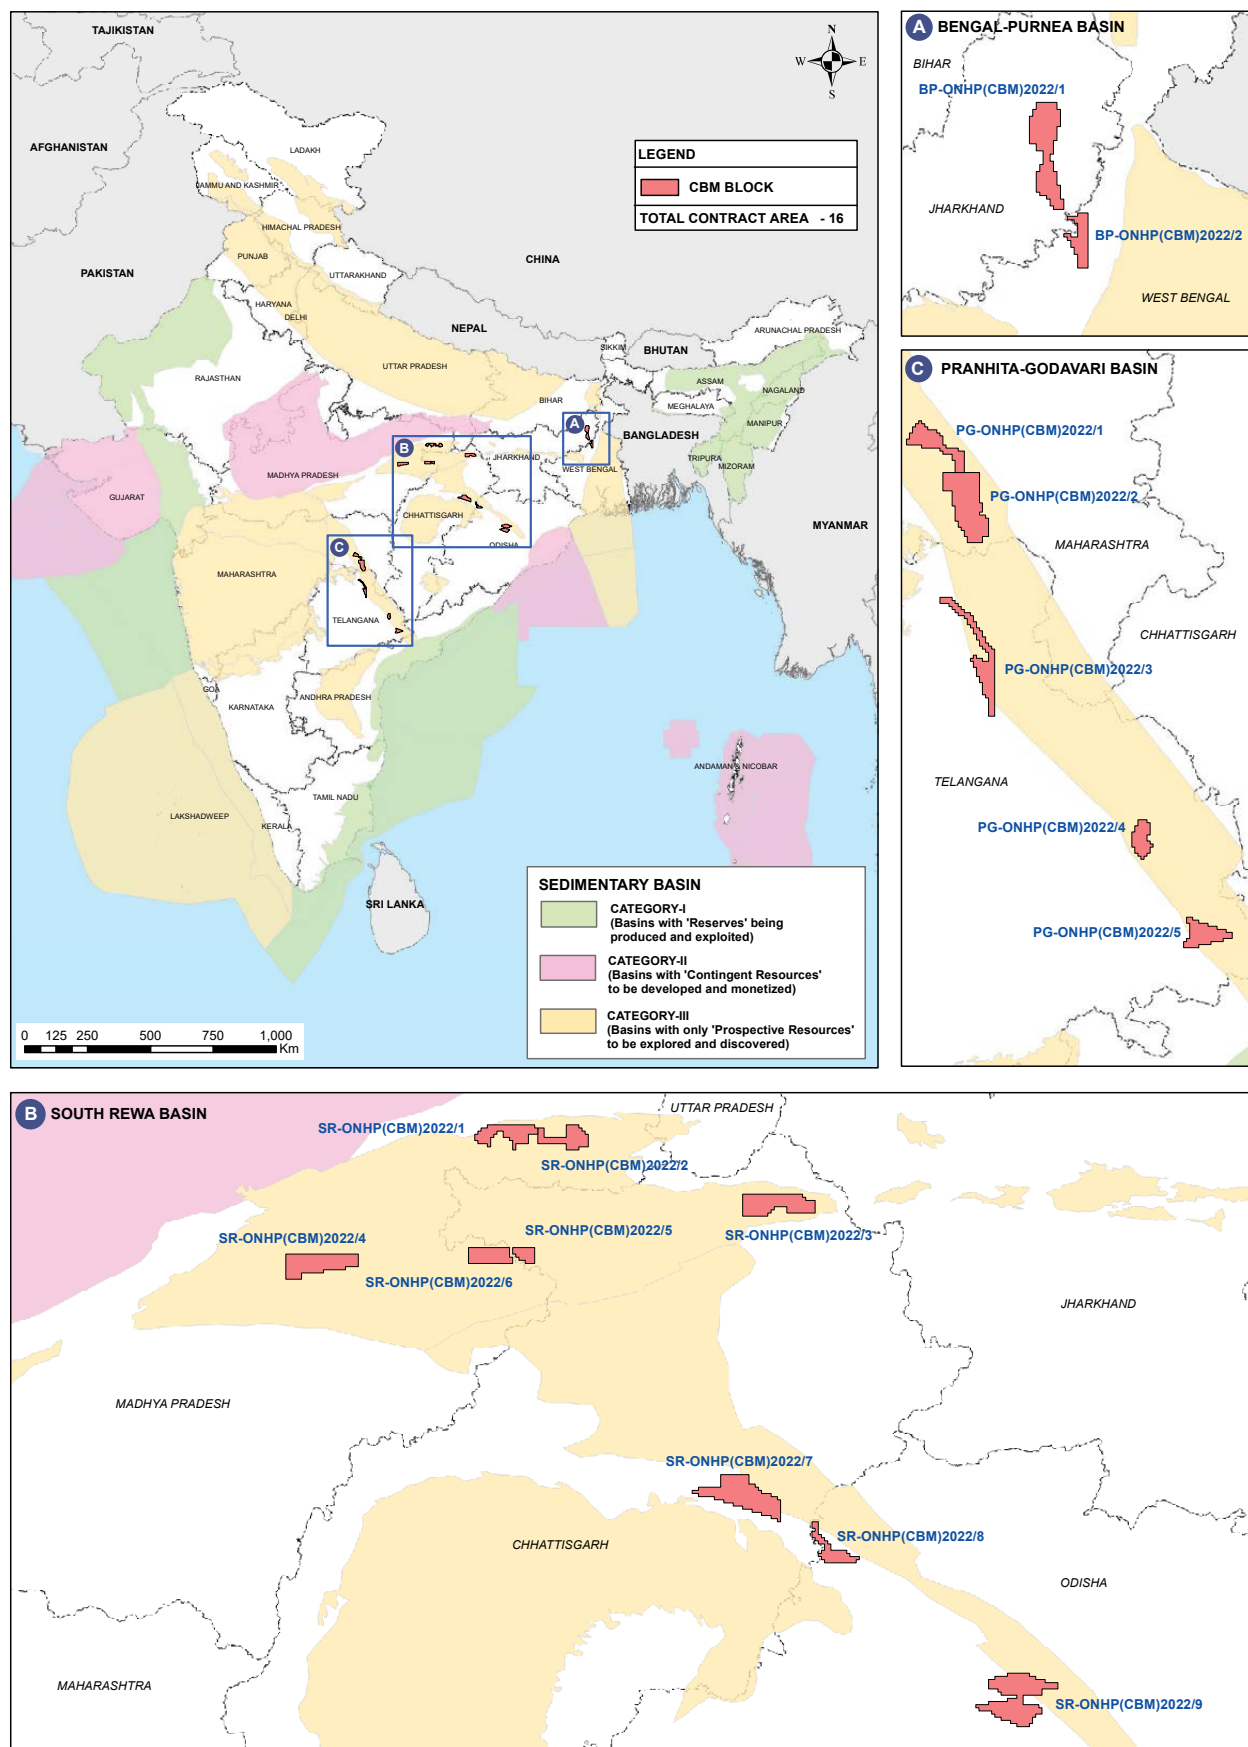 TAJIKISTAN
AFGHANISTAN
PAKISTAN
CHINA
NEPAL
BHUTAN
BANGLADESH
MYANMAR
SRI LANKA
N
W
E
S
LEGEND
CBM BLOCK
TOTAL CONTRACT AREA - 16
LADAKH
JAMMU AND KASHMIR
HIMACHAL PRADESH
PUNJAB
UTTARAKHAND
HARYANA
DELHI
UTTAR PRADESH
RAJASTHAN
BIHAR
SIKKIM
ARUNACHAL PRADESH
ASSAM
NAGALAND
MEGHALAYA
MANIPUR
TRIPURA
MIZORAM
A
B
C
GUJARAT
MADHYA PRADESH
JHARKHAND
WEST BENGAL
CHHATTISGARH
ODISHA
MAHARASHTRA
TELANGANA
GOA
KARNATAKA
ANDHRA PRADESH
TAMIL NADU
KERALA
LAKSHADWEEP
ANDAMAN & NICOBAR
SEDIMENTARY BASIN
CATEGORY-I
(Basins with 'Reserves' being
produced and exploited)
CATEGORY-II
(Basins with 'Contingent Resources'
to be developed and monetized)
CATEGORY-III
(Basins with only 'Prospective Resources'
to be explored and discovered)
0 125 250 500 750 1,000
Km
A BENGAL-PURNEA BASIN
BIHAR
BP-ONHP(CBM)2022/1
JHARKHAND
BP-ONHP(CBM)2022/2
WEST BENGAL
C PRANHITA-GODAVARI BASIN
PG-ONHP(CBM)2022/1
PG-ONHP(CBM)2022/2
MAHARASHTRA
CHHATTISGARH
PG-ONHP(CBM)2022/3
TELANGANA
PG-ONHP(CBM)2022/4
PG-ONHP(CBM)2022/5
B SOUTH REWA BASIN
UTTAR PRADESH
SR-ONHP(CBM)2022/1
SR-ONHP(CBM)2022/2
SR-ONHP(CBM)2022/5
SR-ONHP(CBM)2022/3
SR-ONHP(CBM)2022/4
SR-ONHP(CBM)2022/6
JHARKHAND
MADHYA PRADESH
SR-ONHP(CBM)2022/7
SR-ONHP(CBM)2022/8
CHHATTISGARH
ODISHA
MAHARASHTRA
SR-ONHP(CBM)2022/9